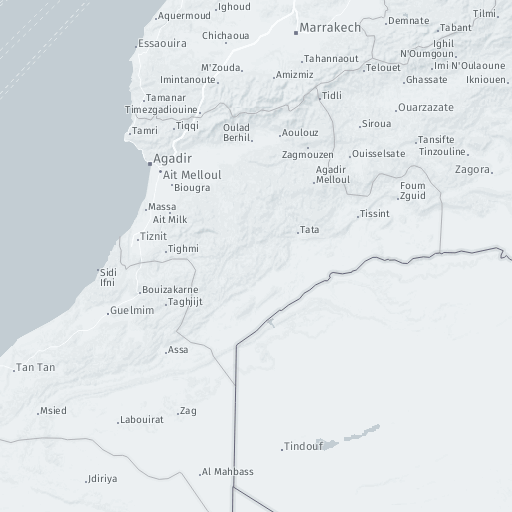 Ighoud
Aquermoud
Tilmi
Demnate
Tabant
Marrakech
Chichaoua
Essaouira
Ighil
N'Oumgoun
Tahannaout
Telouet
Imi N'Oulaoune
M'Zouda
Imintanoute
Amizmiz
Ghassate
Ikniouen
Tidli
Tamanar
Timezgadiouine
Ouarzazate
Tamri
Tiqqi
Oulad
Berhil
Aoulouz
Siroua
Tansifte
Tinzouline
Zagmouzen
Ouisselsate
Agadir
Ait Melloul
Biougra
Agadir
Melloul
Zagora
Foum
Zguid
Massa
Ait Milk
Tissint
Tiznit
Tata
Tighmi
Sidi
Ifni
Bouizakarne
Taghjijt
Guelmim
Assa
Tan Tan
Msied
Labouirat
Zag
Tindouf
Al Mahbass
Jdiriya